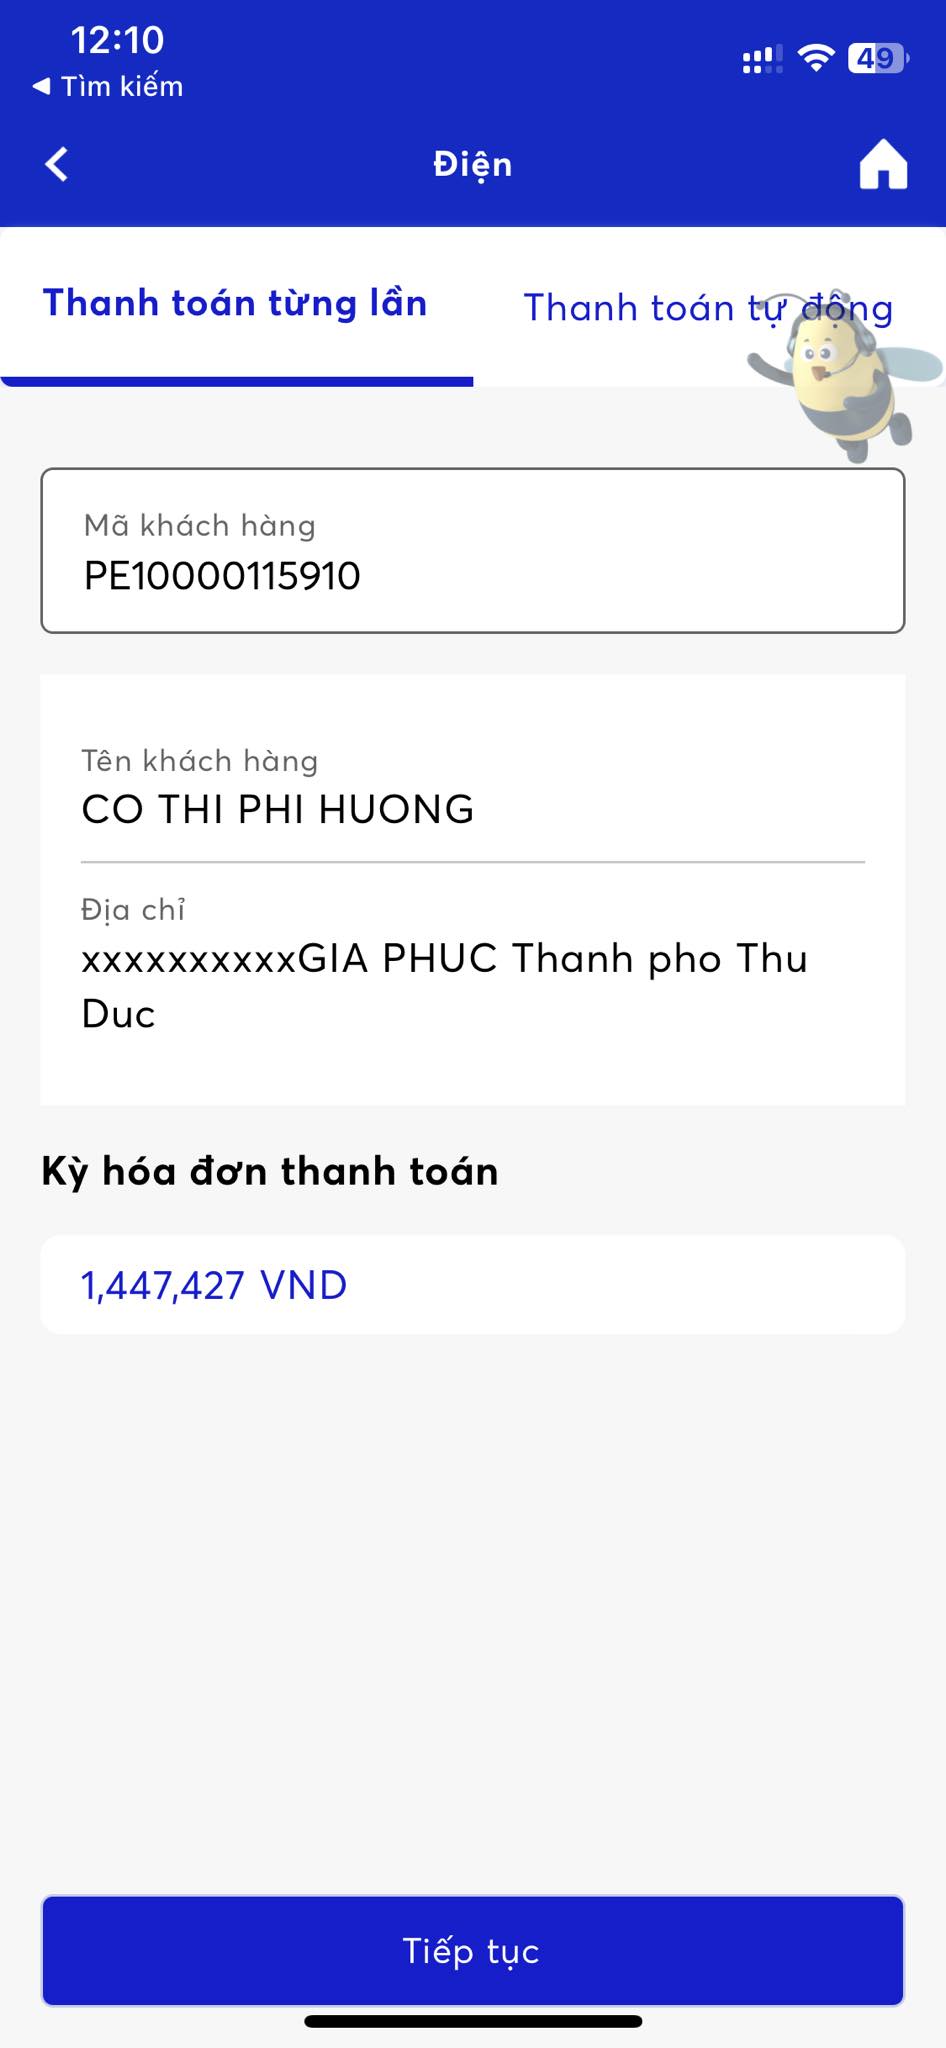 12:10
49
◀ Tìm kiếm
Điện
Thanh toán từng lần
Thanh toán tự động
Mã khách hàng
PE10000115910
Tên khách hàng
CO THI PHI HUONG
Địa chỉ
xxxxxxxxxxGIA PHUC Thanh pho Thu
Duc
Kỳ hóa đơn thanh toán
1,447,427 VND
Tiếp tục